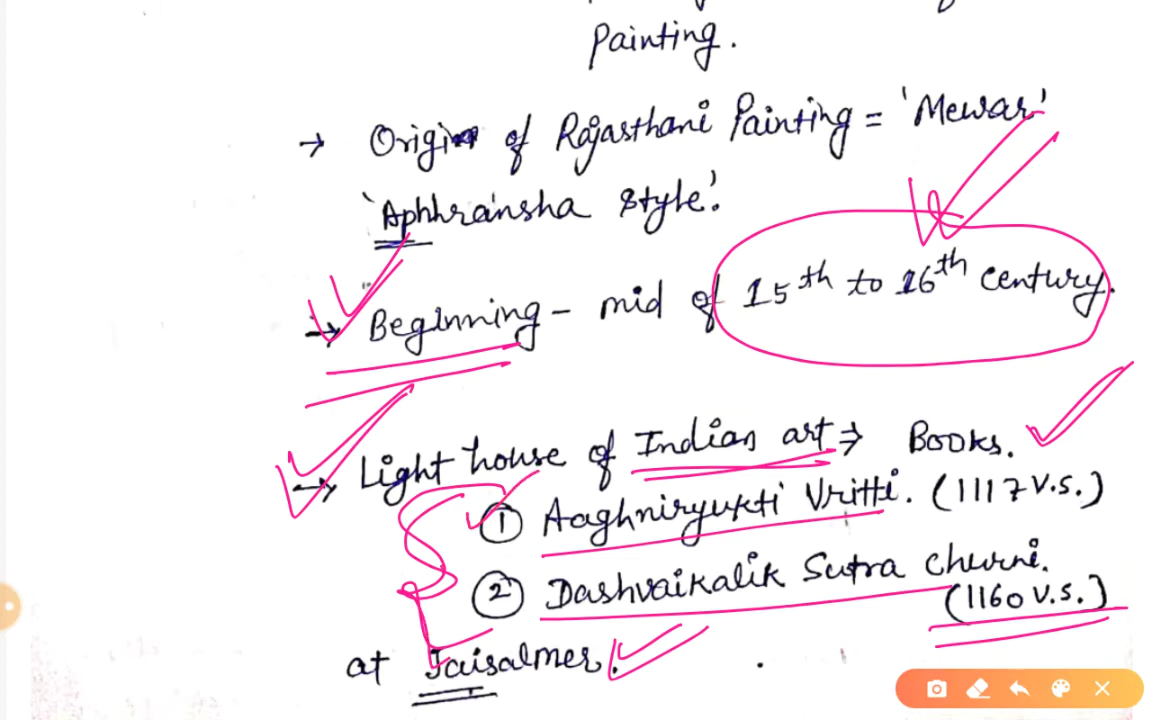 Painting.
→ Origin of Rajasthani Painting = 'Mewar'
'Aphhransha style'.
→ Beginning - mid of 15th to 16th century.
→ Light house of Indian art ⇒ Books.
① Aaghniryukti Vritti. (1117 V.S.)
② Dashvaikalik Sutra Churni.
(1160 V.S.)
at Jaisalmer.